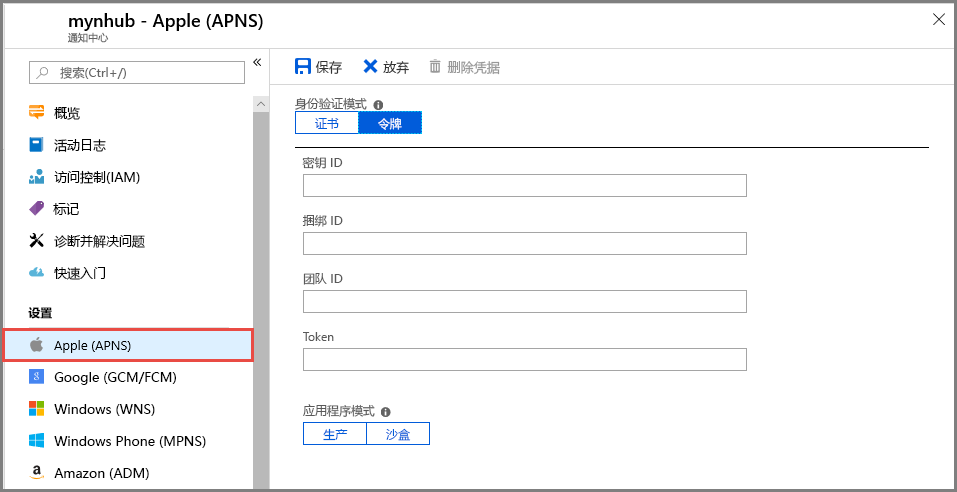 mynhub - Apple (APNS)
通知中心
搜索(Ctrl+/)
«
概览
活动日志
访问控制(IAM)
标记
诊断并解决问题
快速入门
设置
Apple (APNS)
Google (GCM/FCM)
Windows (WNS)
Windows Phone (MPNS)
Amazon (ADM)
保存 放弃 删除凭据
身份验证模式
证书 令牌
密钥 ID
捆绑 ID
团队 ID
Token
应用程序模式
生产 沙盒